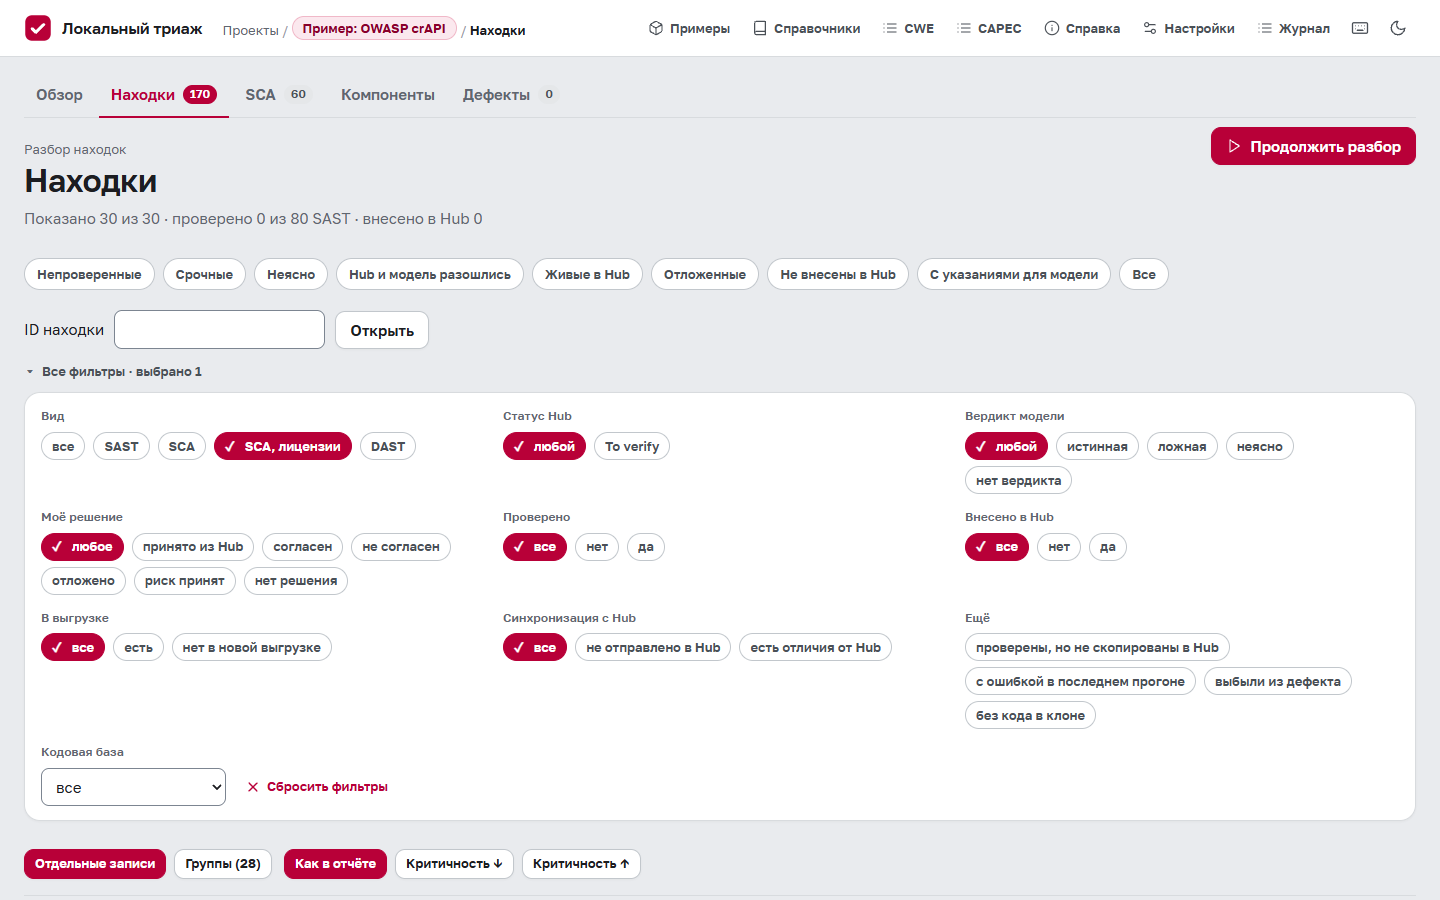 Локальный триаж Проекты / Пример: OWASP crAPI / Находки Примеры Справочники CWE CAPEC Справка Настройки Журнал
Обзор Находки 170 SCA 60 Компоненты Дефекты 0
Разбор находок
Продолжить разбор
Находки
Показано 30 из 30 · проверено 0 из 80 SAST · внесено в Hub 0
Непроверенные Срочные Неясно Hub и модель разошлись Живые в Hub Отложенные Не внесены в Hub С указаниями для модели Все
ID находки Открыть
Все фильтры · выбрано 1
Вид Статус Hub Вердикт модели
все SAST SCA ✓ SCA, лицензии DAST ✓ любой To verify ✓ любой истинная ложная неясно
нет вердикта
Моё решение Проверено Внесено в Hub
✓ любое принято из Hub согласен не согласен ✓ все нет да ✓ все нет да
отложено риск принят нет решения
В выгрузке Синхронизация с Hub Ещё
✓ все есть нет в новой выгрузке ✓ все не отправлено в Hub есть отличия от Hub проверены, но не скопированы в Hub
с ошибкой в последнем прогоне выбыли из дефекта
без кода в клоне
Кодовая база
все Сбросить фильтры
Отдельные записи Группы (28) Как в отчёте Критичность ↓ Критичность ↑